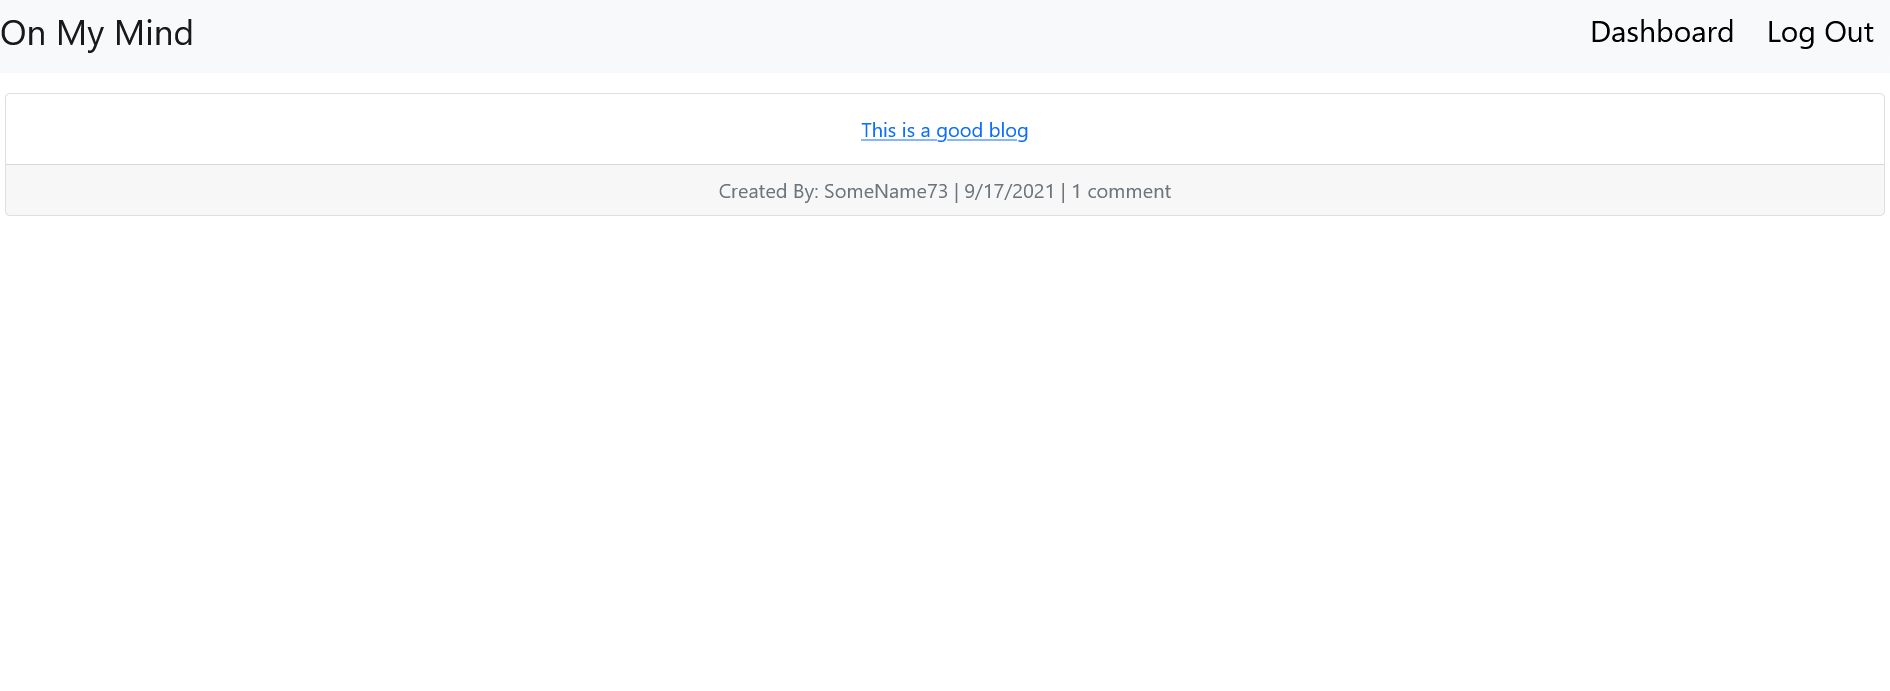 On My Mind Dashboard Log Out
This is a good blog
Created By: SomeName73 | 9/17/2021 | 1 comment